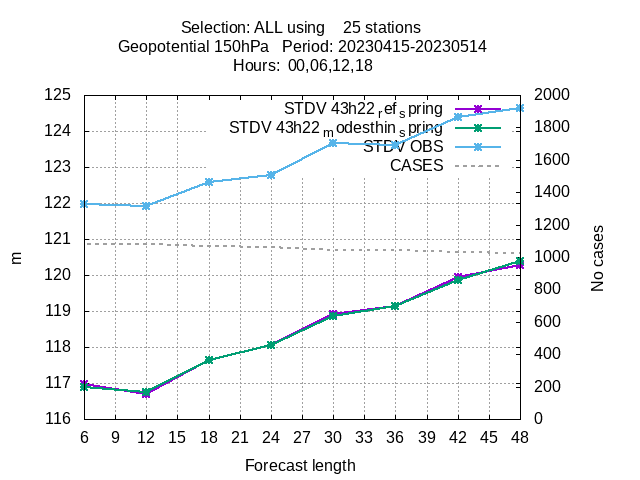 Selection: ALL using    25 stations
Geopotential 150hPa   Period: 20230415-20230514
Hours:  00,06,12,18
STDV 43h22_ref_spring
STDV 43h22_modesthin_spring
STDV OBS
CASES
125
124
123
122
121
120
119
118
117
116
m
2000
1800
1600
1400
1200
1000
800
600
400
200
0
No cases
6 9 12 15 18 21 24 27 30 33 36 39 42 45 48
Forecast length